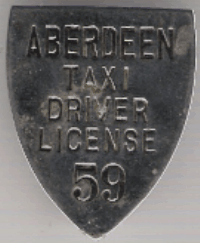 ABERDEEN
TAXI
DRIVER
LICENSE
59